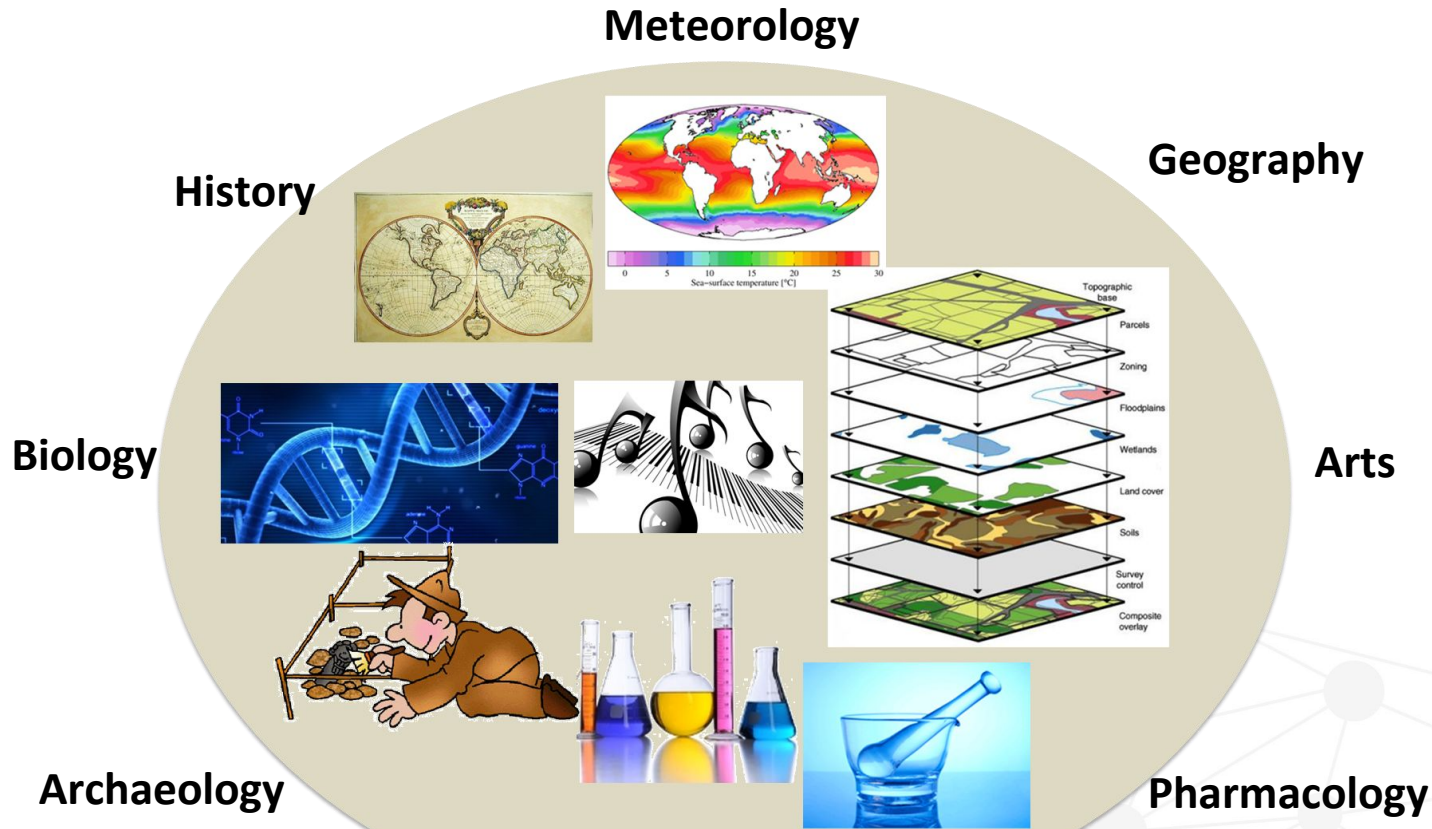 Meteorology
Geography
History
0 5 10 15 20 25 30
Sea-surface temperature [°C]
Topographic
base
Parcels
Zoning
Floodplains
Wetlands
Land cover
Soils
Survey
control
Composite
overlay
Biology
Arts
Archaeology
Pharmacology